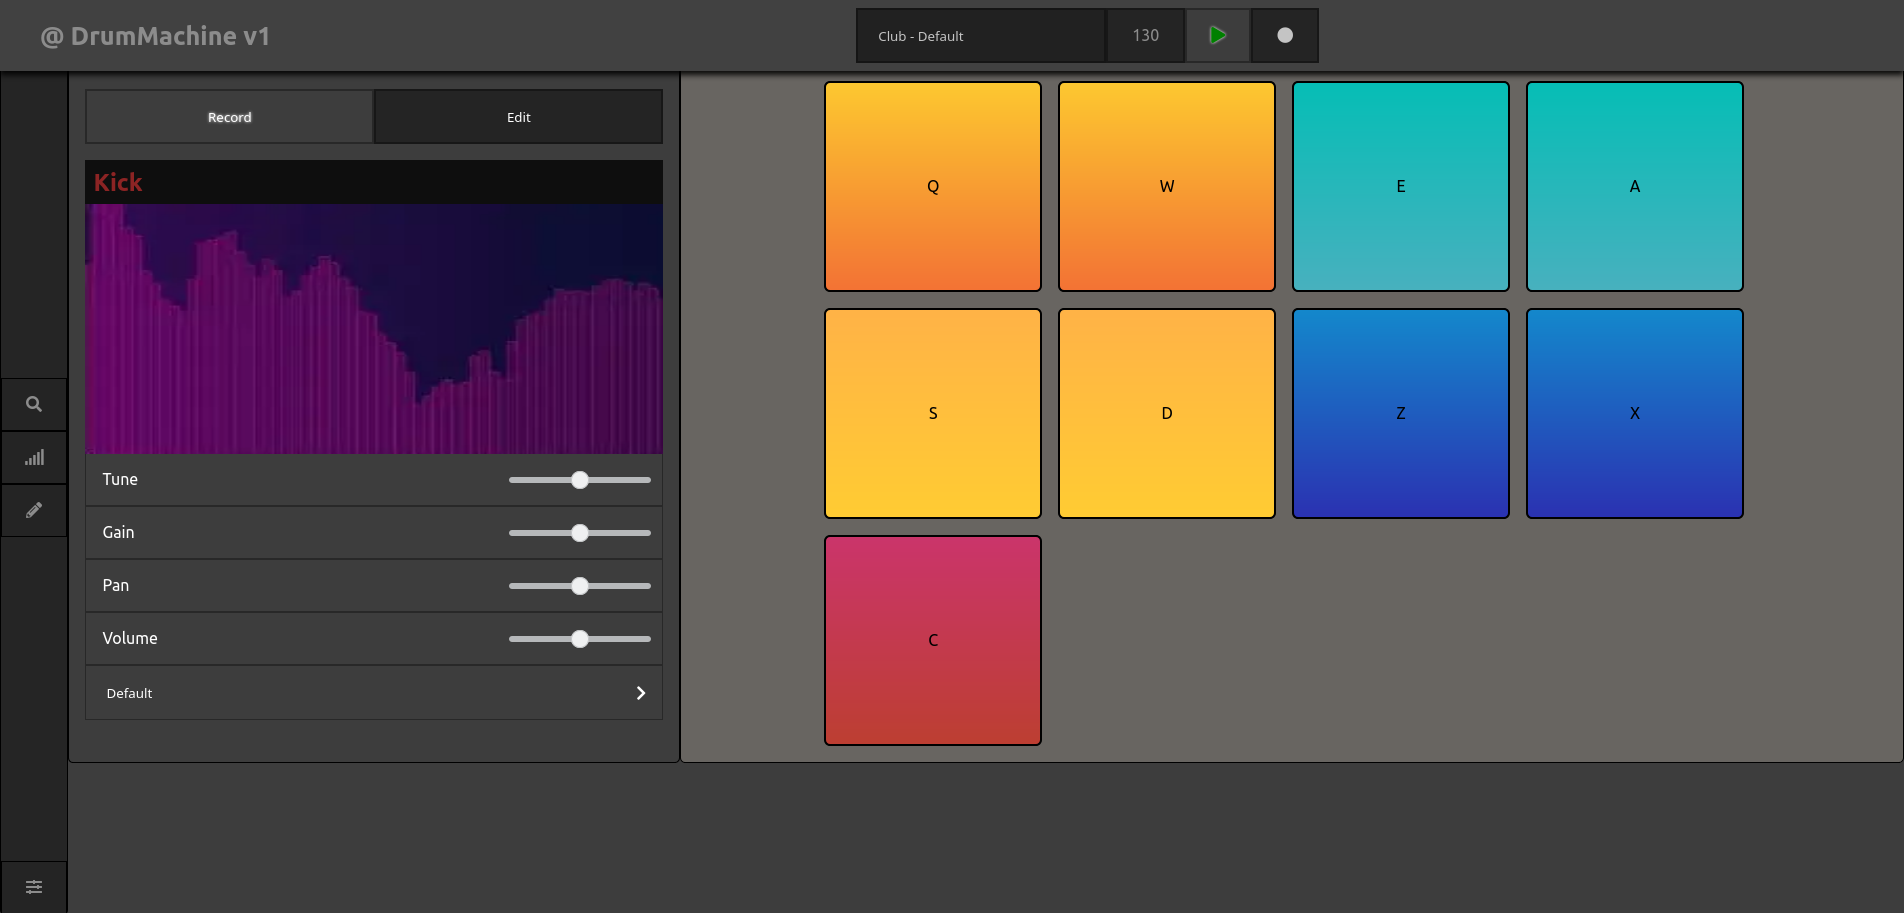 @ DrumMachine v1
Club - Default
130
Record
Edit
Kick
Tune
Gain
Pan
Volume
Default
Q
W
E
A
S
D
Z
X
C